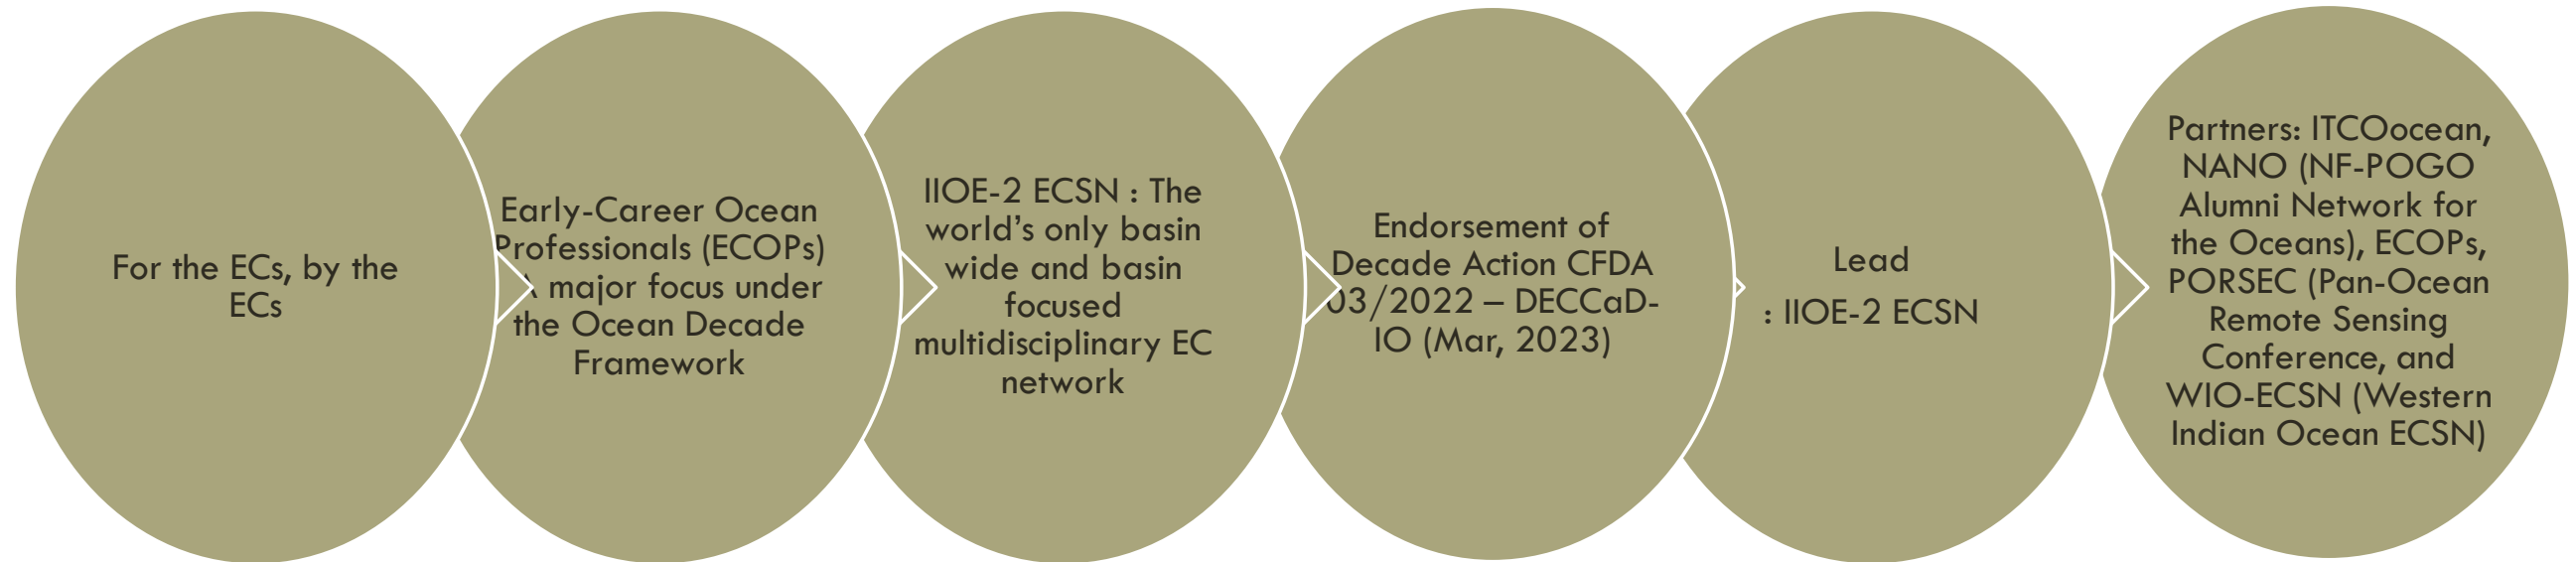 For the ECs, by the
ECs
Early-Career Ocean
Professionals (ECOPs)
A major focus under
the Ocean Decade
Framework
IIOE-2 ECSN : The
world’s only basin
wide and basin
focused
multidisciplinary EC
network
Endorsement of
Decade Action CFDA
03/2022 – DECCaD-
IO (Mar, 2023)
Lead
: IIOE-2 ECSN
Partners: ITCOocean,
NANO (NF-POGO
Alumni Network for
the Oceans), ECOPs,
PORSEC (Pan-Ocean
Remote Sensing
Conference, and
WIO-ECSN (Western
Indian Ocean ECSN)